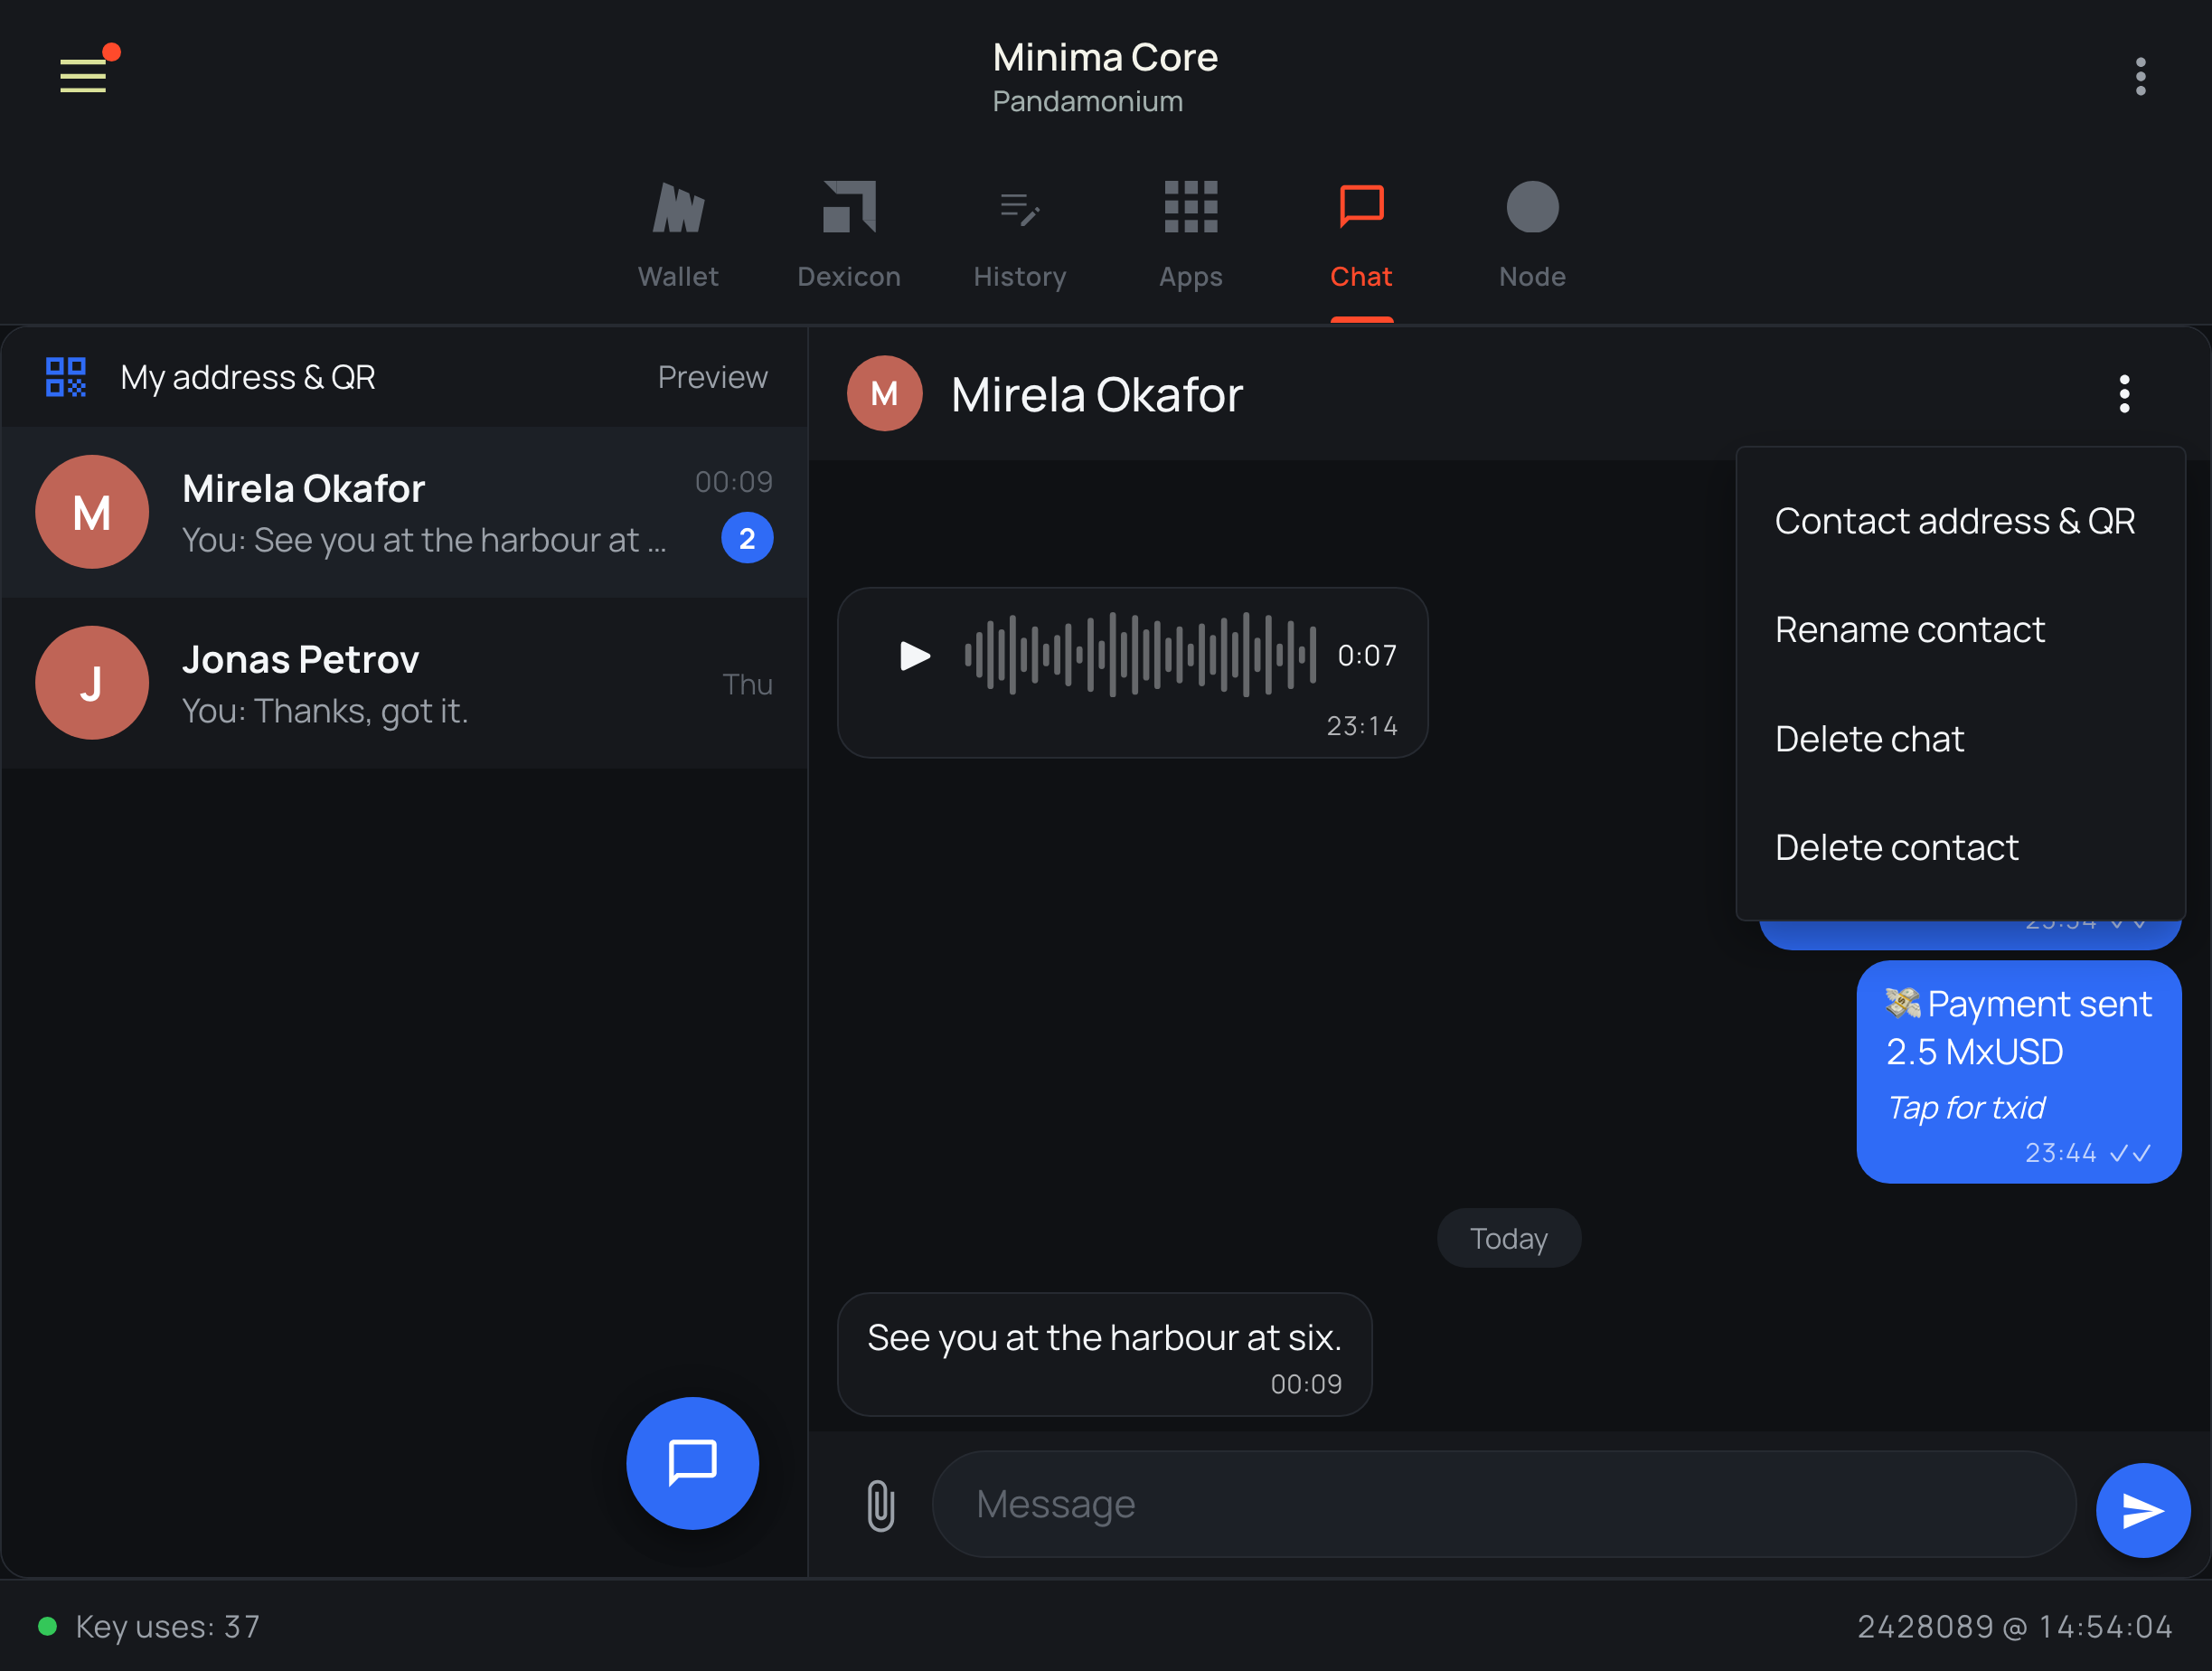 Minima Core
Pandamonium
Wallet
Dexicon
History
Apps
Chat
Node
My address & QR
Preview
M
Mirela Okafor
00:09
You: See you at the harbour at ...
2
J
Jonas Petrov
Thu
You: Thanks, got it.
M
Mirela Okafor
Contact address & QR
Rename contact
Delete chat
Delete contact
0:07
23:14
💸 Payment sent
2.5 MxUSD
Tap for txid
23:44
Today
See you at the harbour at six.
00:09
Message
Key uses: 37
2428089 @ 14:54:04